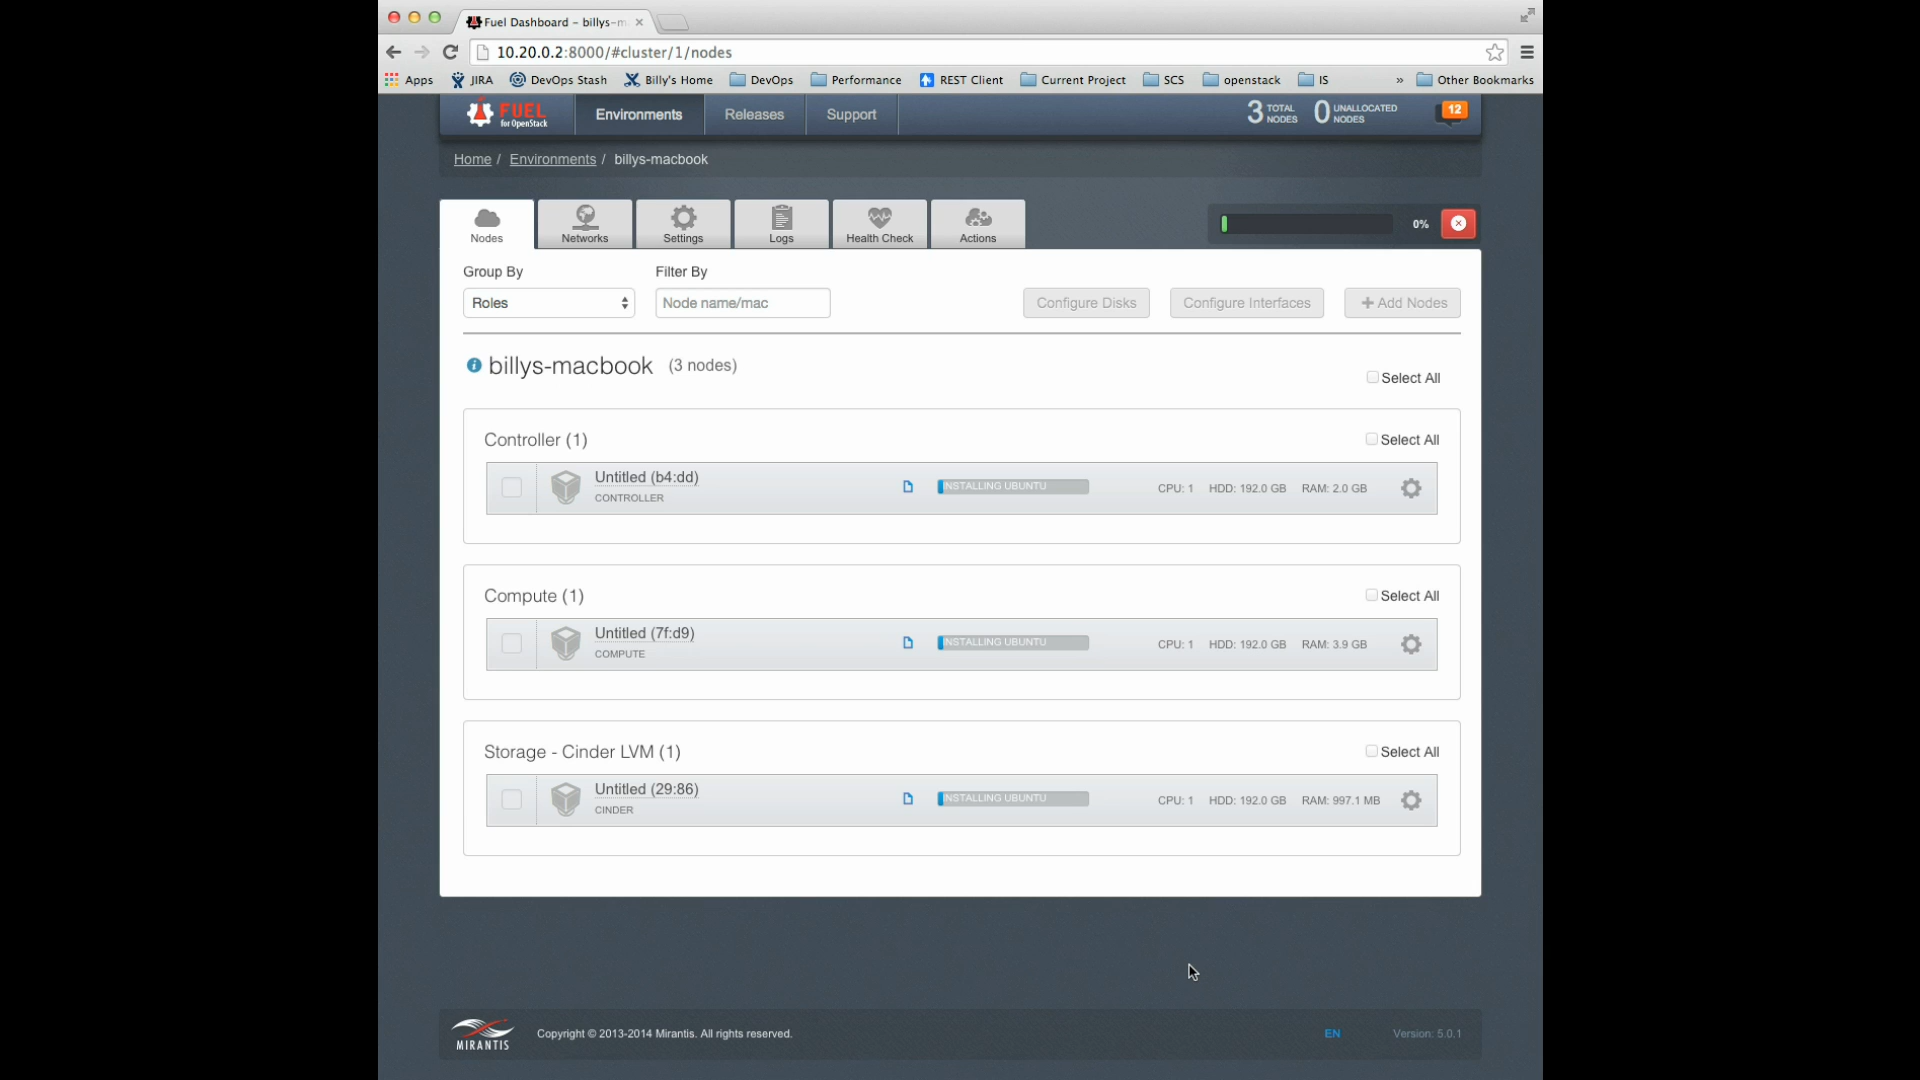 Fuel Dashboard – billys-m
10.20.0.2:8000/#cluster/1/nodes
Apps JIRA DevOps Stash Billy's Home DevOps Performance REST Client Current Project SCS openstack IS » Other Bookmarks
FUEL for OpenStack Environments Releases Support 3 TOTAL NODES 0 UNALLOCATED NODES 12
Home / Environments / billys-macbook
Nodes Networks Settings Logs Health Check Actions 0%
Group By Filter By
Roles Node name/mac Configure Disks Configure Interfaces + Add Nodes
billys-macbook (3 nodes)
Select All
Controller (1) Select All
Untitled (b4:dd)
CONTROLLER
INSTALLING UBUNTU CPU: 1 HDD: 192.0 GB RAM: 2.0 GB
Compute (1) Select All
Untitled (7f:d9)
COMPUTE
INSTALLING UBUNTU CPU: 1 HDD: 192.0 GB RAM: 3.9 GB
Storage - Cinder LVM (1) Select All
Untitled (29:86)
CINDER
INSTALLING UBUNTU CPU: 1 HDD: 192.0 GB RAM: 997.1 MB
MIRANTIS Copyright © 2013-2014 Mirantis. All rights reserved. EN Version: 5.0.1